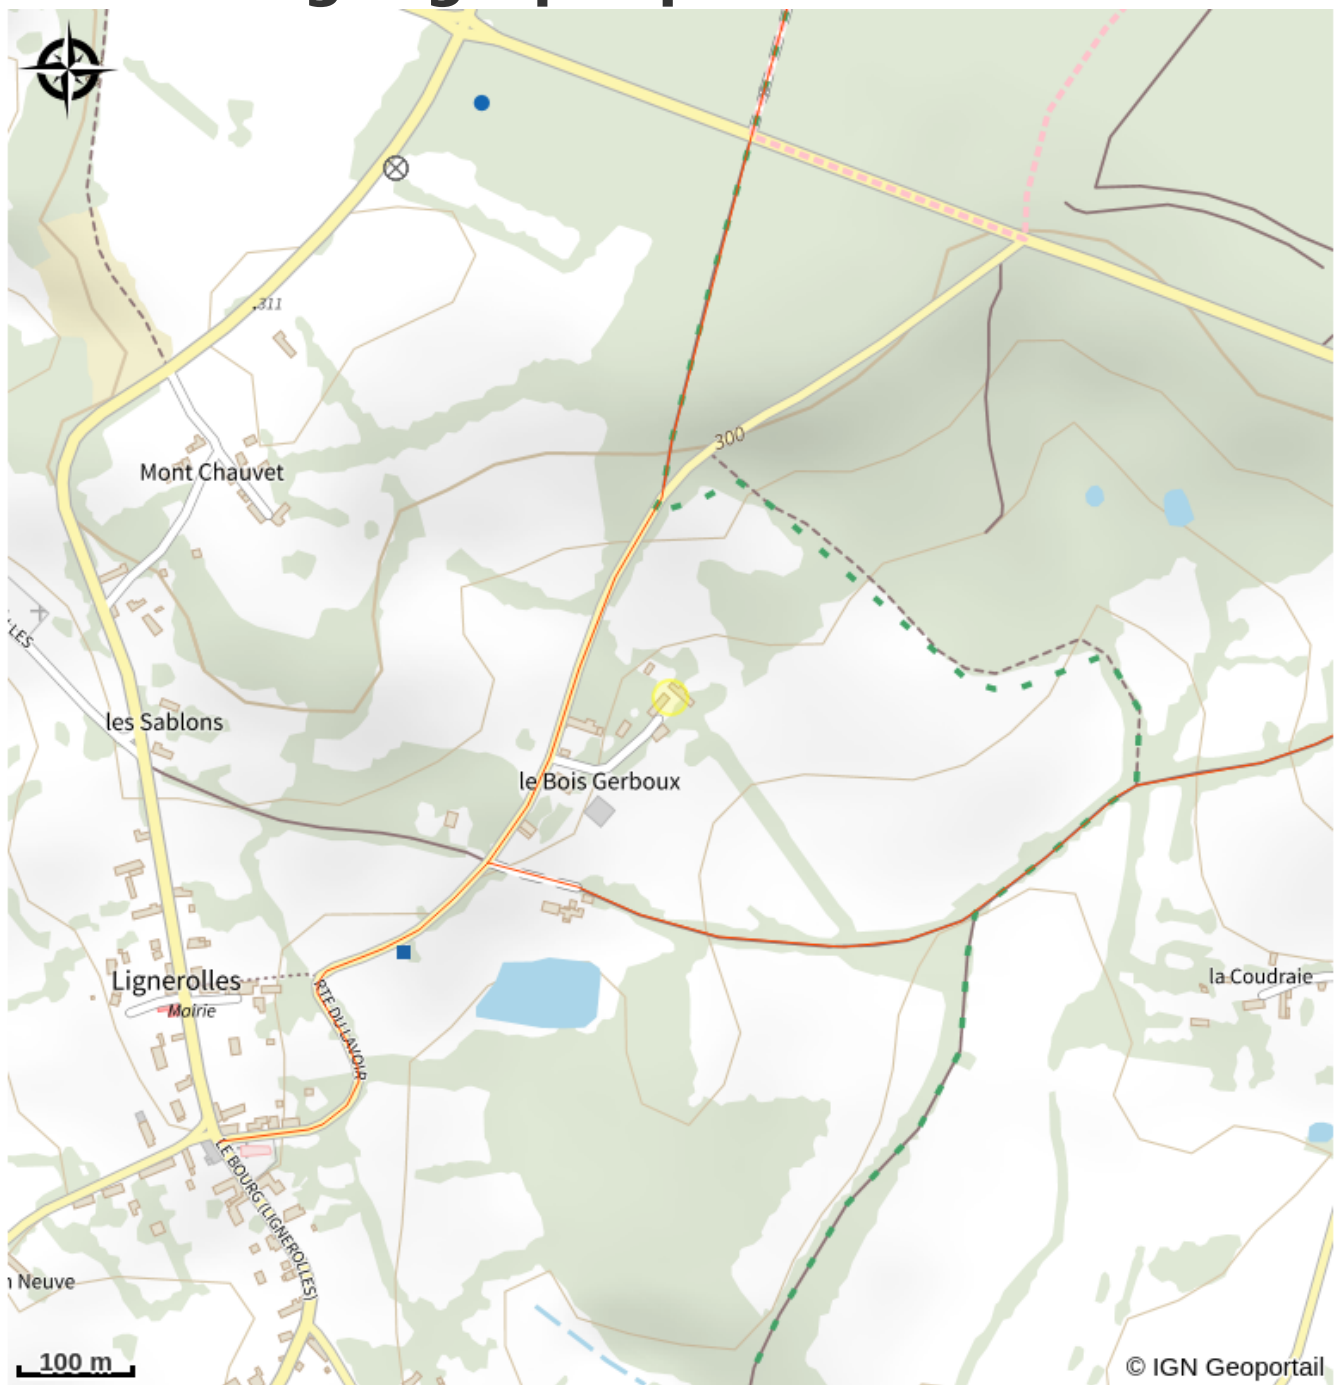 311
300
Mont Chauvet
LES
les Sablons
le Bois Gerboux
Lignerolles
Mairie
RTE DU LAVOIR
la Coudraie
LE BOURG (LIGNEROLLES)
Neuve
100 m
© IGN Geoportail